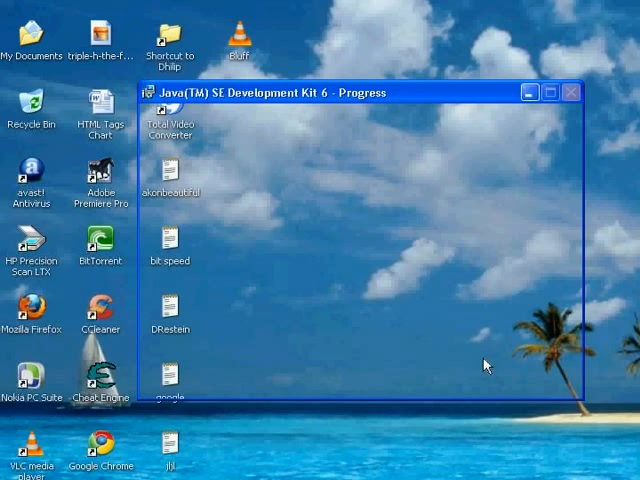 My Documents
triple-h-the-f...
Shortcut to
Dhilip
Bluff
Java(TM) SE Development Kit 6 - Progress
Recycle Bin
HTML Tags
Chart
Total Video
Converter
avast!
Antivirus
Adobe
Premiere Pro
akonbeautiful
HP Precision
Scan LTX
BitTorrent
bit speed
Mozilla Firefox
CCleaner
DRestein
Nokia PC Suite
Cheat Engine
google
VLC media
player
Google Chrome
jhl